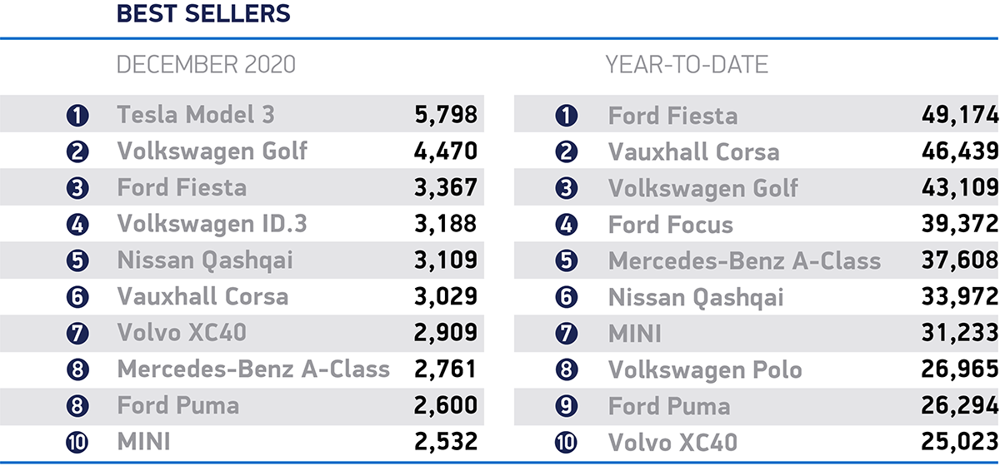 BEST SELLERS
DECEMBER 2020
1 Tesla Model 3 5,798
2 Volkswagen Golf 4,470
3 Ford Fiesta 3,367
4 Volkswagen ID.3 3,188
5 Nissan Qashqai 3,109
6 Vauxhall Corsa 3,029
7 Volvo XC40 2,909
8 Mercedes-Benz A-Class 2,761
8 Ford Puma 2,600
10 MINI 2,532
YEAR-TO-DATE
1 Ford Fiesta 49,174
2 Vauxhall Corsa 46,439
3 Volkswagen Golf 43,109
4 Ford Focus 39,372
5 Mercedes-Benz A-Class 37,608
6 Nissan Qashqai 33,972
7 MINI 31,233
8 Volkswagen Polo 26,965
9 Ford Puma 26,294
10 Volvo XC40 25,023